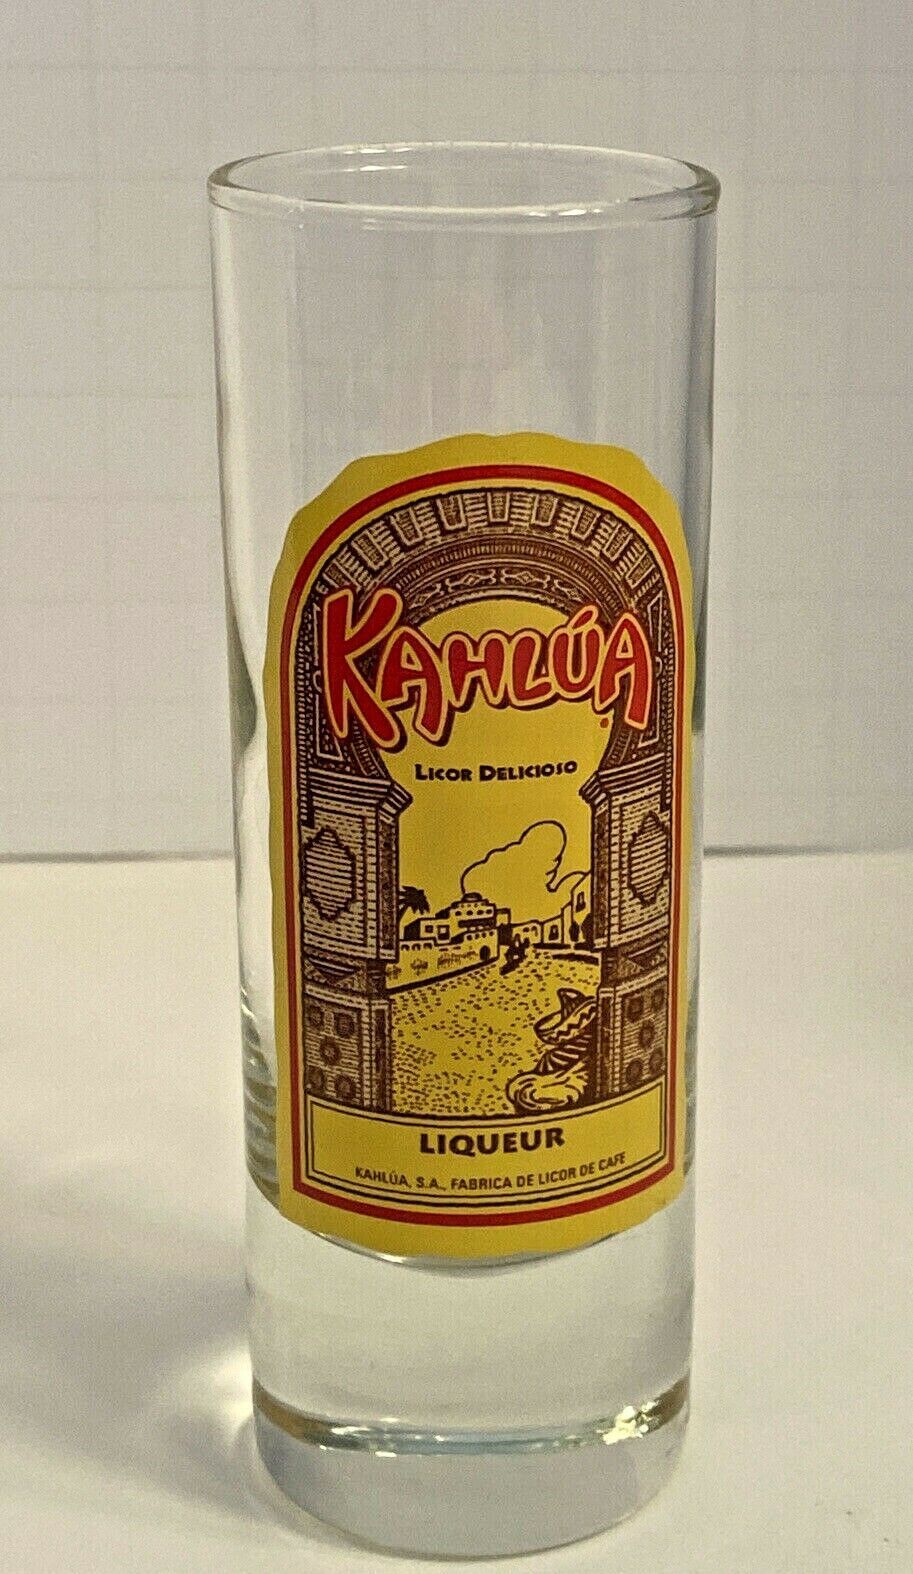 KAHLÚA
LICOR DELICIOSO
LIQUEUR
KAHLÚA, S.A., FABRICA DE LICOR DE CAFE